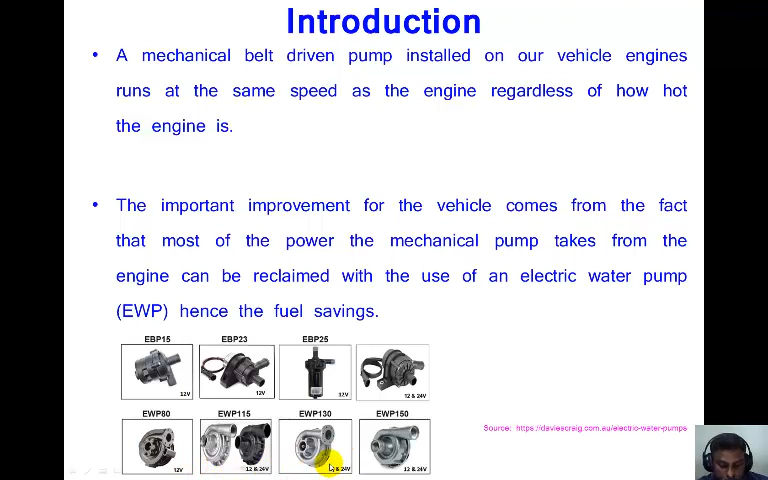 Introduction
• A mechanical belt driven pump installed on our vehicle engines
runs at the same speed as the engine regardless of how hot
the engine is.
• The important improvement for the vehicle comes from the fact
that most of the power the mechanical pump takes from the
engine can be reclaimed with the use of an electric water pump
(EWP) hence the fuel savings.
EBP15 EBP23 EBP25
12V 12V 12V 12 & 24V
EWP80 EWP115 EWP130 EWP150
12V 12 & 24V & 24V 12 & 24V
Source: https://daviescraig.com.au/electric-water-pumps